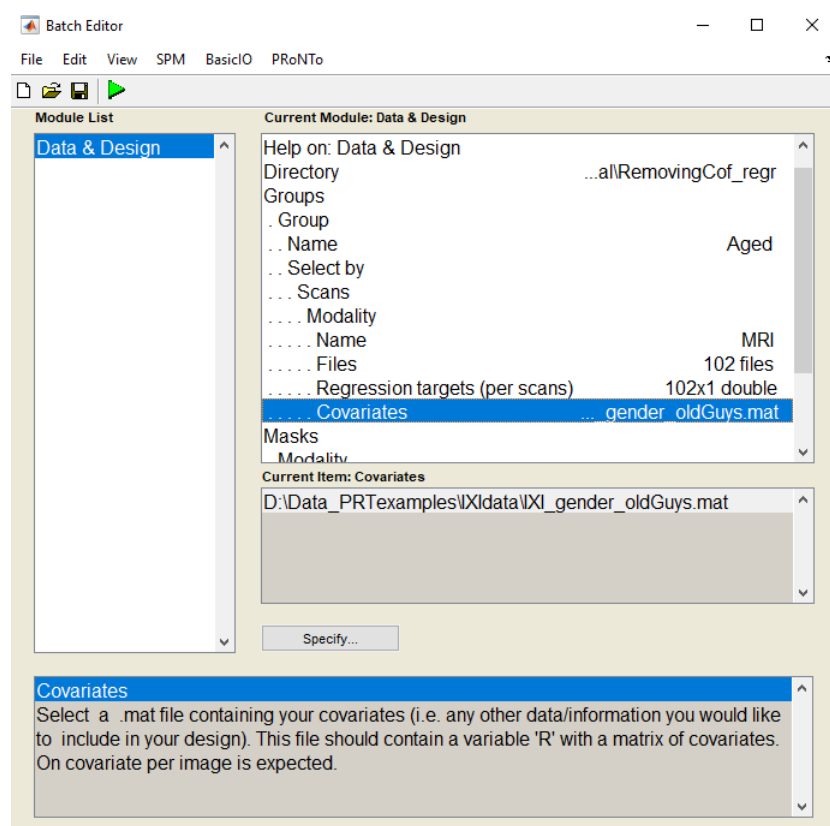 Batch Editor
File Edit View SPM BasicIO PRoNTo
Module List
Data & Design
Current Module: Data & Design
Help on: Data & Design
Directory ...al\RemovingCof_regr
Groups
. Group
. . Name Aged
. . Select by
. . . Scans
. . . . Modality
. . . . . Name MRI
. . . . . Files 102 files
. . . . . Regression targets (per scans) 102x1 double
. . . . . Covariates ..._gender_oldGuys.mat
Masks
. Modality
Current Item: Covariates
D:\Data_PRTexamples\IXIdata\IXI_gender_oldGuys.mat
Specify...
Covariates
Select a .mat file containing your covariates (i.e. any other data/information you would like
to include in your design). This file should contain a variable 'R' with a matrix of covariates.
On covariate per image is expected.